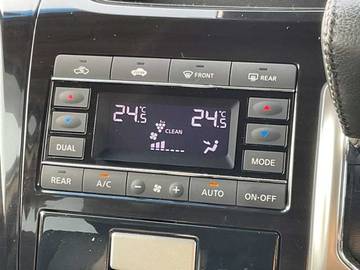 FRONT REAR
24.5°C 24.5°C
CLEAN
DUAL MODE
REAR A/C - + AUTO ON·OFF